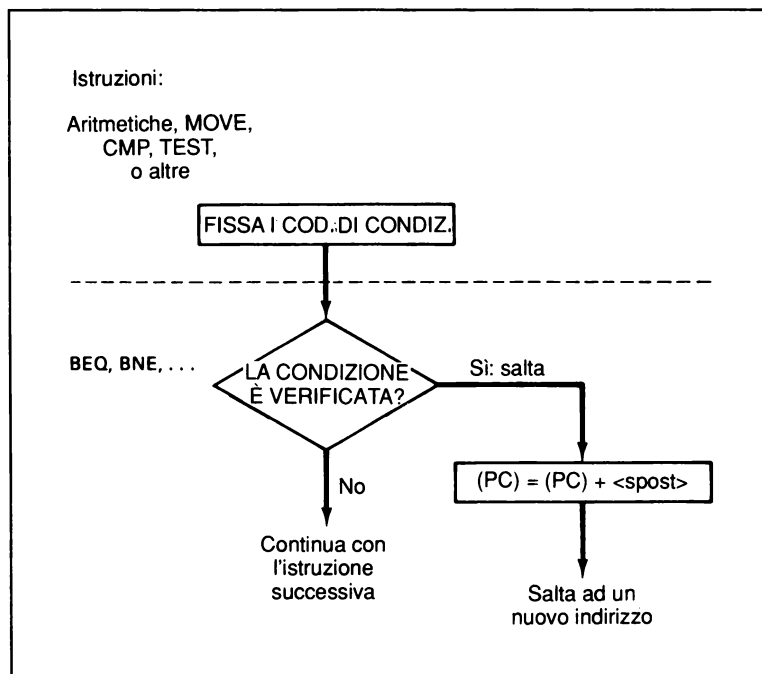 Istruzioni:
Aritmetiche, MOVE,
CMP, TEST,
o altre
FISSA I COD. DI CONDIZ.
BEQ, BNE, . . .
LA CONDIZIONE
È VERIFICATA?
Sì: salta
No
(PC) = (PC) + <spost>
Continua con
l'istruzione
successiva
Salta ad un
nuovo indirizzo